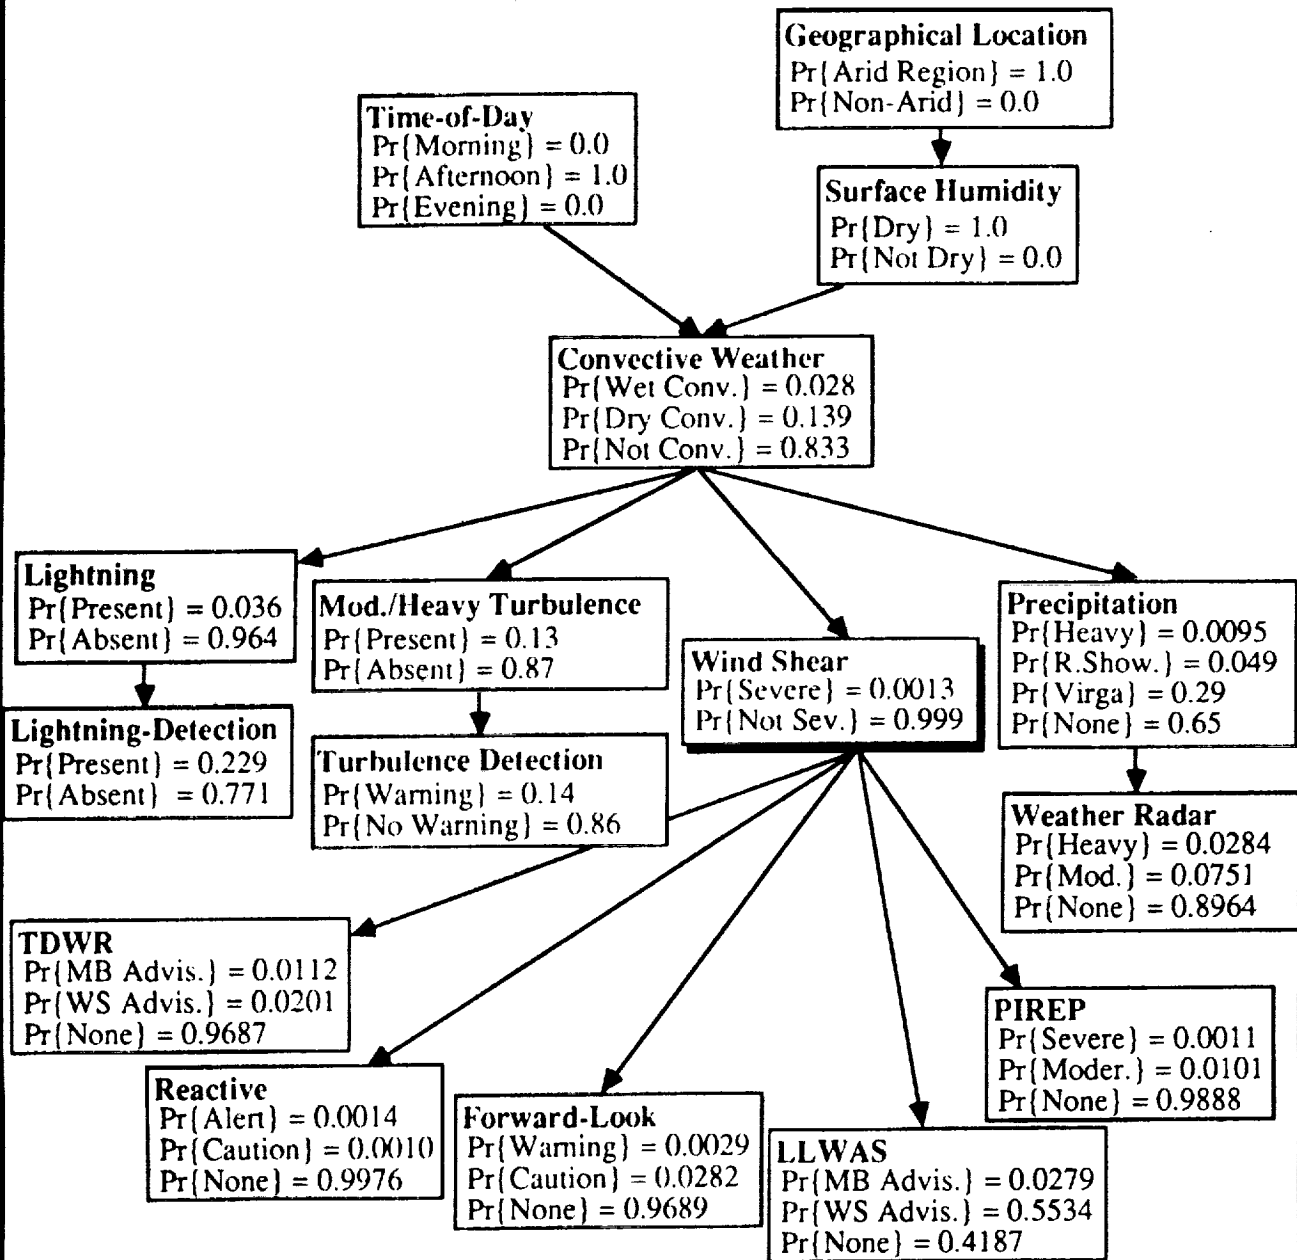 Geographical Location
Pr{Arid Region} = 1.0
Pr{Non-Arid} = 0.0
Time-of-Day
Pr{Morning} = 0.0
Pr{Afternoon} = 1.0
Pr{Evening} = 0.0
Surface Humidity
Pr{Dry} = 1.0
Pr{Not Dry} = 0.0
Convective Weather
Pr{Wet Conv.} = 0.028
Pr{Dry Conv.} = 0.139
Pr{Not Conv.} = 0.833
Lightning
Pr{Present} = 0.036
Pr{Absent} = 0.964
Mod./Heavy Turbulence
Pr{Present} = 0.13
Pr{Absent} = 0.87
Wind Shear
Pr{Severe} = 0.0013
Pr{Not Sev.} = 0.999
Precipitation
Pr{Heavy} = 0.0095
Pr{R.Show.} = 0.049
Pr{Virga} = 0.29
Pr{None} = 0.65
Lightning-Detection
Pr{Present} = 0.229
Pr{Absent} = 0.771
Turbulence Detection
Pr{Warning} = 0.14
Pr{No Warning} = 0.86
Weather Radar
Pr{Heavy} = 0.0284
Pr{Mod.} = 0.0751
Pr{None} = 0.8964
TDWR
Pr{MB Advis.} = 0.0112
Pr{WS Advis.} = 0.0201
Pr{None} = 0.9687
PIREP
Pr{Severe} = 0.0011
Pr{Moder.} = 0.0101
Pr{None} = 0.9888
Reactive
Pr{Alert} = 0.0014
Pr{Caution} = 0.0010
Pr{None} = 0.9976
Forward-Look
Pr{Warning} = 0.0029
Pr{Caution} = 0.0282
Pr{None} = 0.9689
LLWAS
Pr{MB Advis.} = 0.0279
Pr{WS Advis.} = 0.5534
Pr{None} = 0.4187